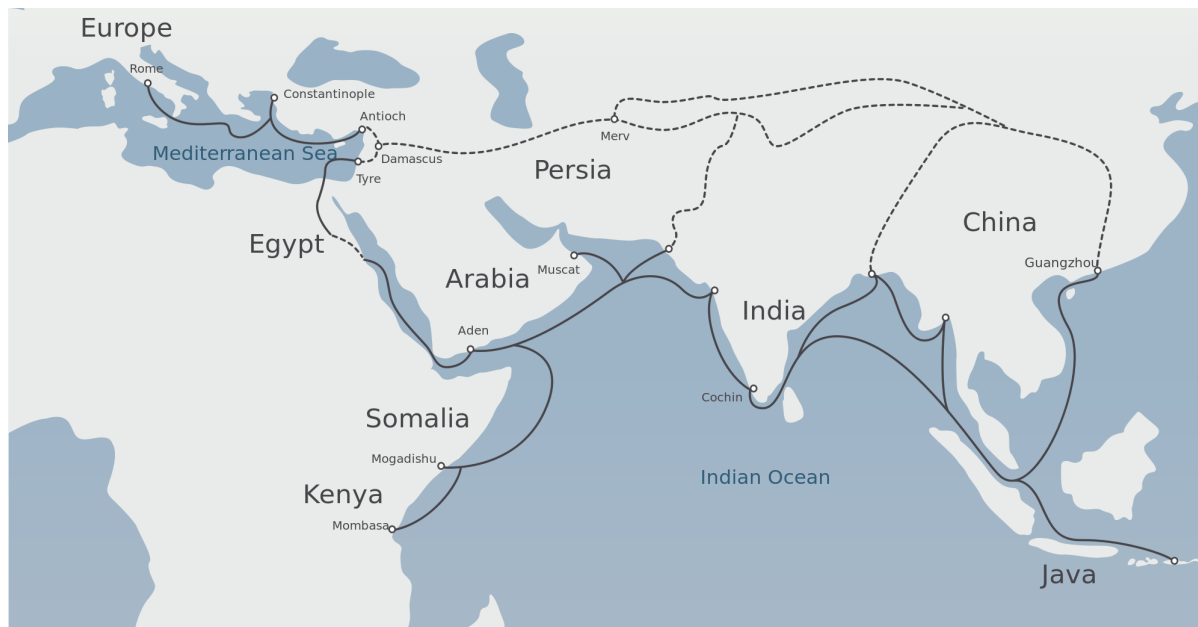 Europe
Rome
Constantinople
Antioch
Merv
Mediterranean Sea
Damascus
Persia
Tyre
China
Egypt
Guangzhou
Muscat
Arabia
India
Aden
Cochin
Somalia
Mogadishu
Indian Ocean
Kenya
Mombasa
Java